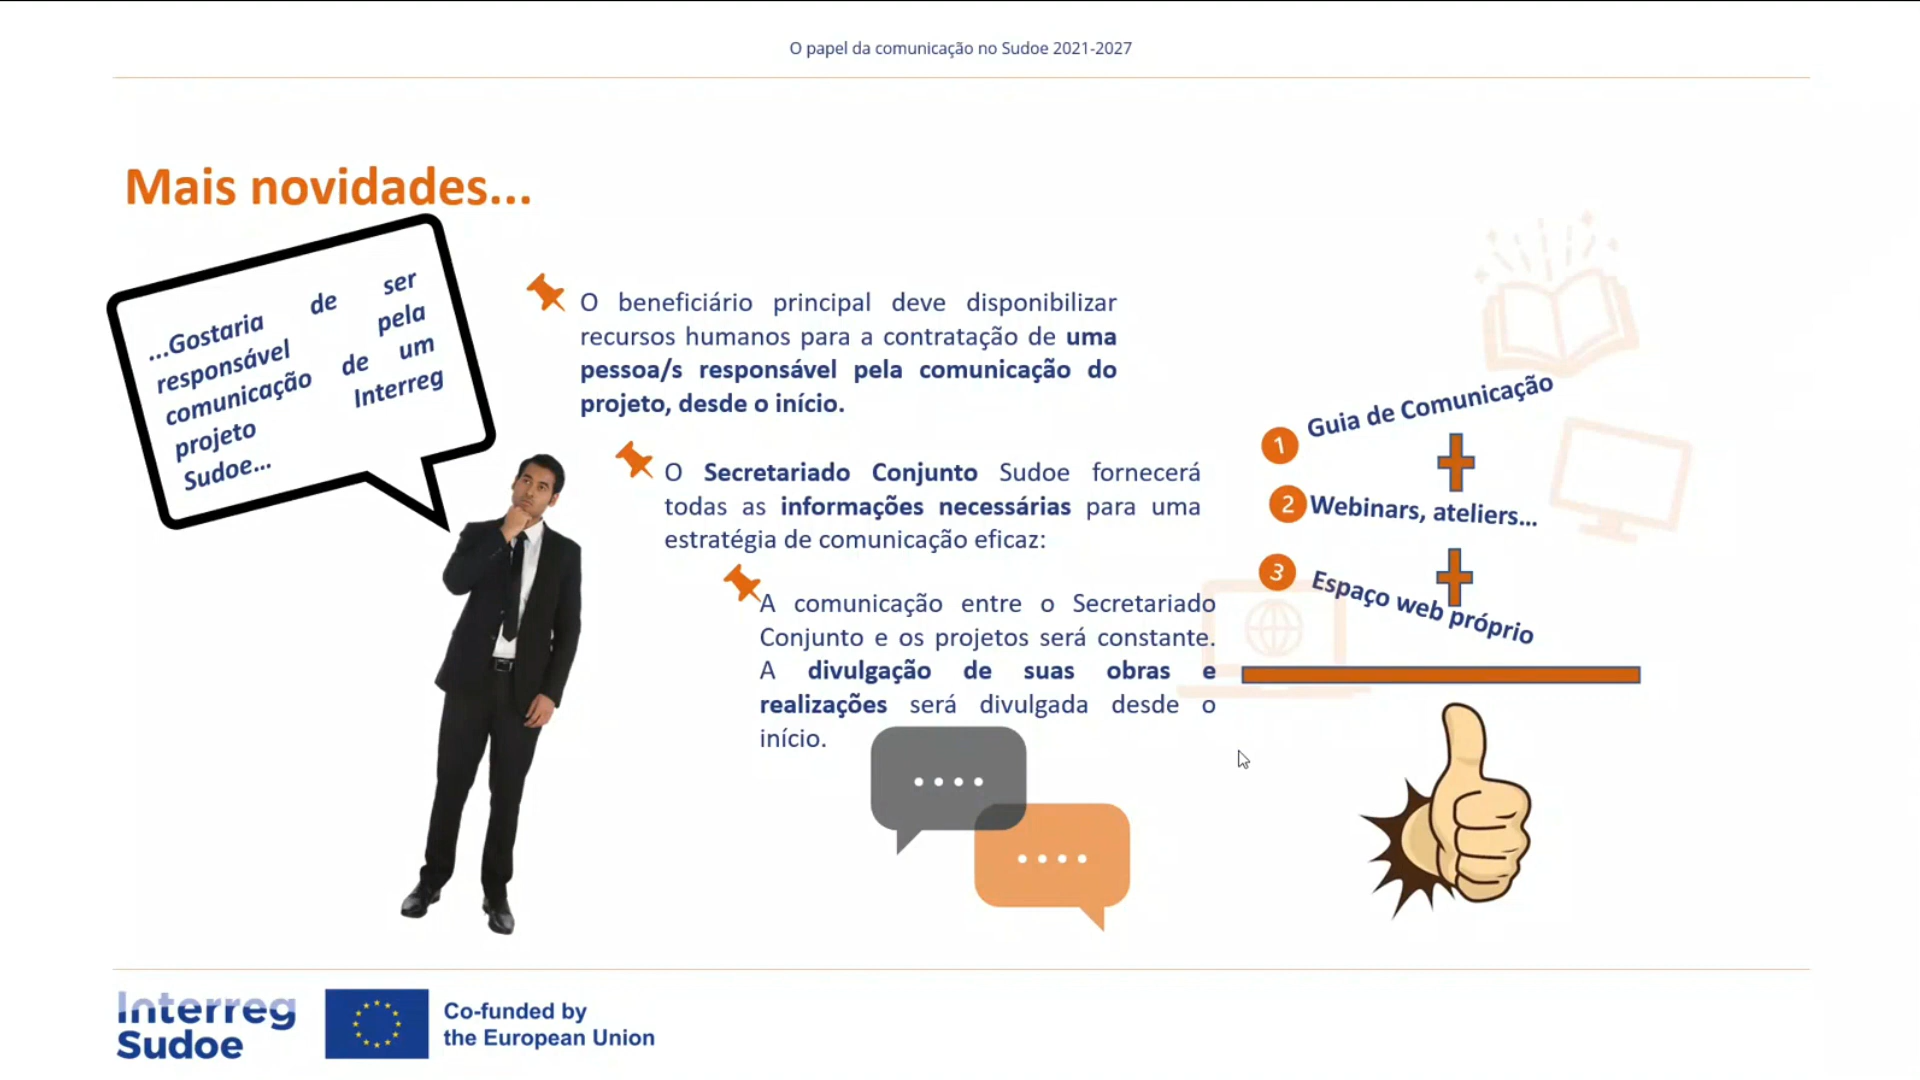 O papel da comunicação no Sudoe 2021-2027
Mais novidades...
...Gostaria de ser
responsável pela
comunicação de um
projeto Interreg
Sudoe...
O beneficiário principal deve disponibilizar
recursos humanos para a contratação de uma
pessoa/s responsável pela comunicação do
projeto, desde o início.
O Secretariado Conjunto Sudoe fornecerá
todas as informações necessárias para uma
estratégia de comunicação eficaz:
A comunicação entre o Secretariado
Conjunto e os projetos será constante.
A divulgação de suas obras e
realizações será divulgada desde o
início.
1 Guia de Comunicação
2 Webinars, ateliers...
3 Espaço web próprio
Interreg
Sudoe
Co-funded by
the European Union